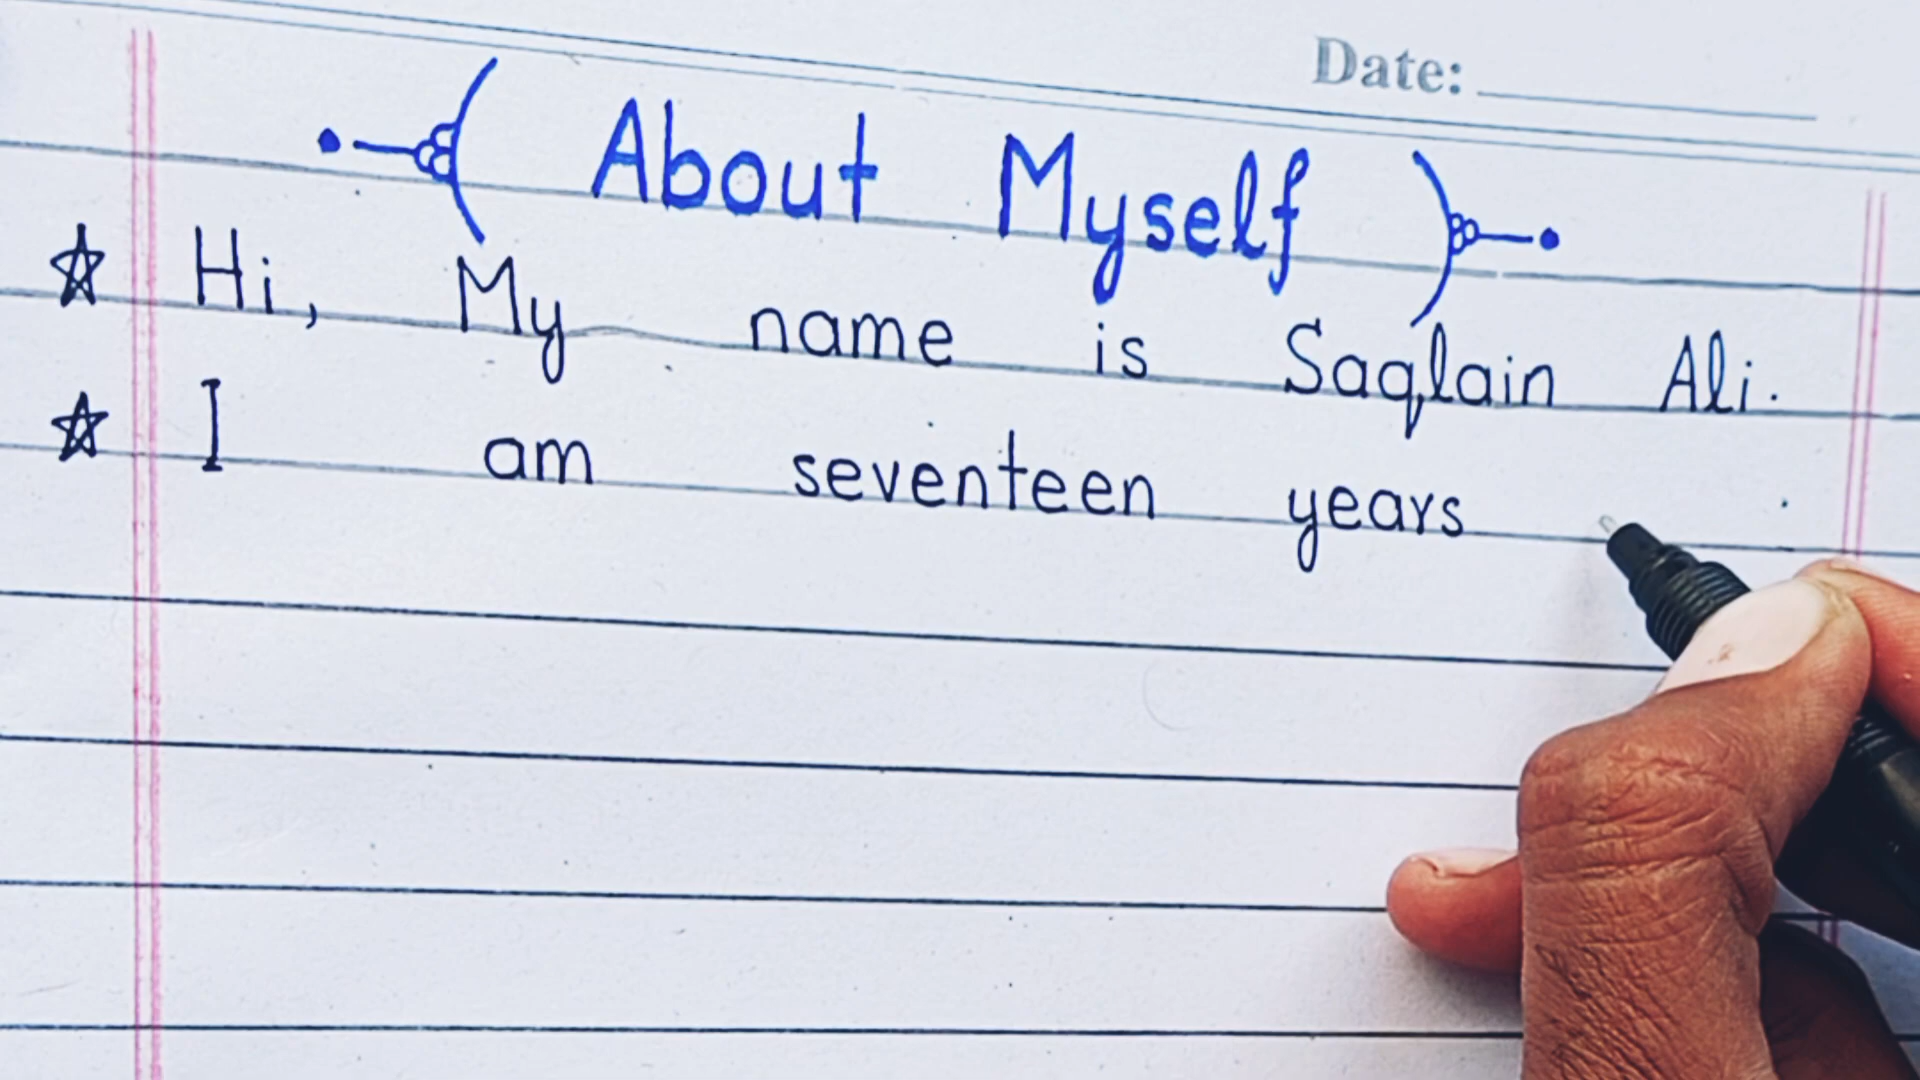 Date:
About Myself
☆ Hi, My name is Saqlain Ali.
☆ I am seventeen years